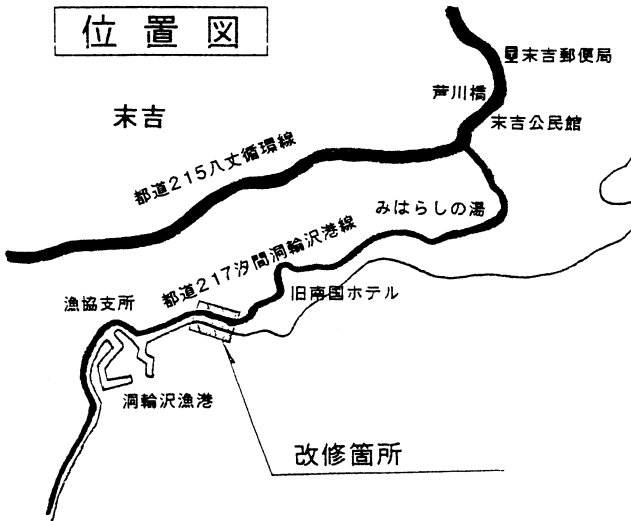 位置図
末吉郵便局
芦川橋
末吉
末吉公民館
都道215八丈循環線
みはらしの湯
都道217汐間洞輪沢港線
旧南国ホテル
漁協支所
洞輪沢漁港
改修箇所